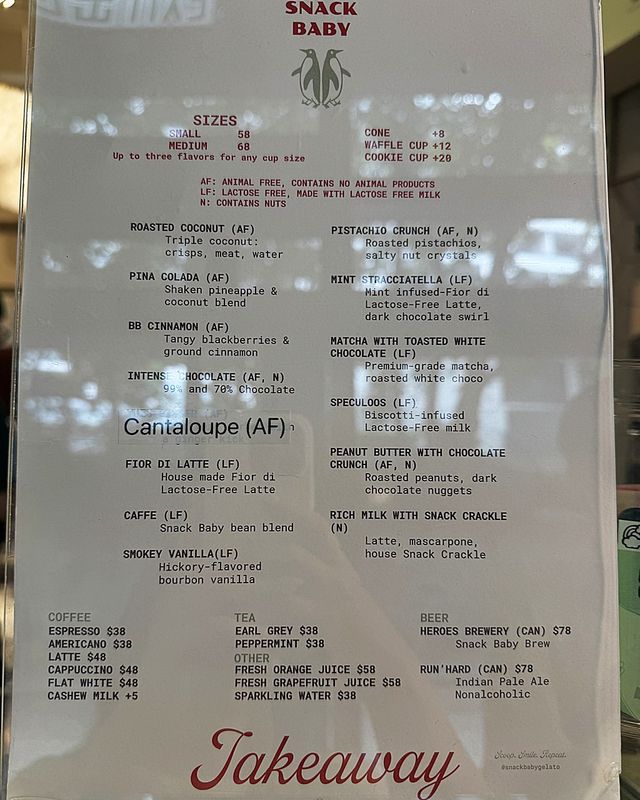 SNACK
BABY
SIZES
SMALL 58
MEDIUM 68
Up to three flavors for any cup size
CONE +8
WAFFLE CUP +12
COOKIE CUP +20
AF: ANIMAL FREE, CONTAINS NO ANIMAL PRODUCTS
LF: LACTOSE FREE, MADE WITH LACTOSE FREE MILK
N: CONTAINS NUTS
ROASTED COCONUT (AF)
Triple coconut:
crisps, meat, water
PINA COLADA (AF)
Shaken pineapple &
coconut blend
BB CINNAMON (AF)
Tangy blackberries &
ground cinnamon
INTENSE CHOCOLATE (AF, N)
99% and 70% Chocolate
Cantaloupe (AF)
FIOR DI LATTE (LF)
House made Fior di
Lactose-Free Latte
CAFFE (LF)
Snack Baby bean blend
SMOKEY VANILLA(LF)
Hickory-flavored
bourbon vanilla
PISTACHIO CRUNCH (AF, N)
Roasted pistachios,
salty nut crystals
MINT STRACCIATELLA (LF)
Mint infused-Fior di
Lactose-Free Latte,
dark chocolate swirl
MATCHA WITH TOASTED WHITE
CHOCOLATE (LF)
Premium-grade matcha,
roasted white choco
SPECULOOS (LF)
Biscotti-infused
Lactose-Free milk
PEANUT BUTTER WITH CHOCOLATE
CRUNCH (AF, N)
Roasted peanuts, dark
chocolate nuggets
RICH MILK WITH SNACK CRACKLE
(N)
Latte, mascarpone,
house Snack Crackle
COFFEE
ESPRESSO $38
AMERICANO $38
LATTE $48
CAPPUCCINO $48
FLAT WHITE $48
CASHEW MILK +5
TEA
EARL GREY $38
PEPPERMINT $38
OTHER
FRESH ORANGE JUICE $58
FRESH GRAPEFRUIT JUICE $58
SPARKLING WATER $38
BEER
HEROES BREWERY (CAN) $78
Snack Baby Brew
RUN'HARD (CAN) $78
Indian Pale Ale
Nonalcoholic
Takeaway
Scoop. Smile. Repeat.
@snackbabygelato